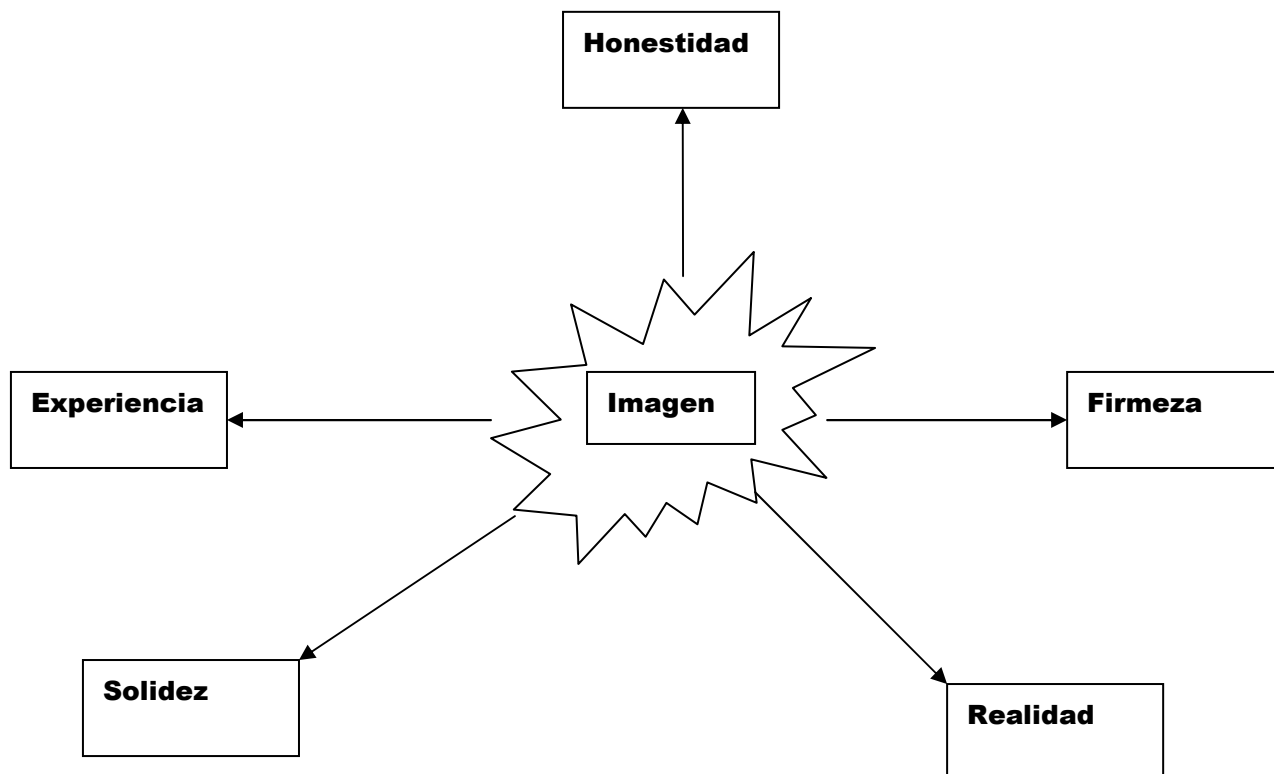 Honestidad
Experiencia
Imagen
Firmeza
Solidez
Realidad